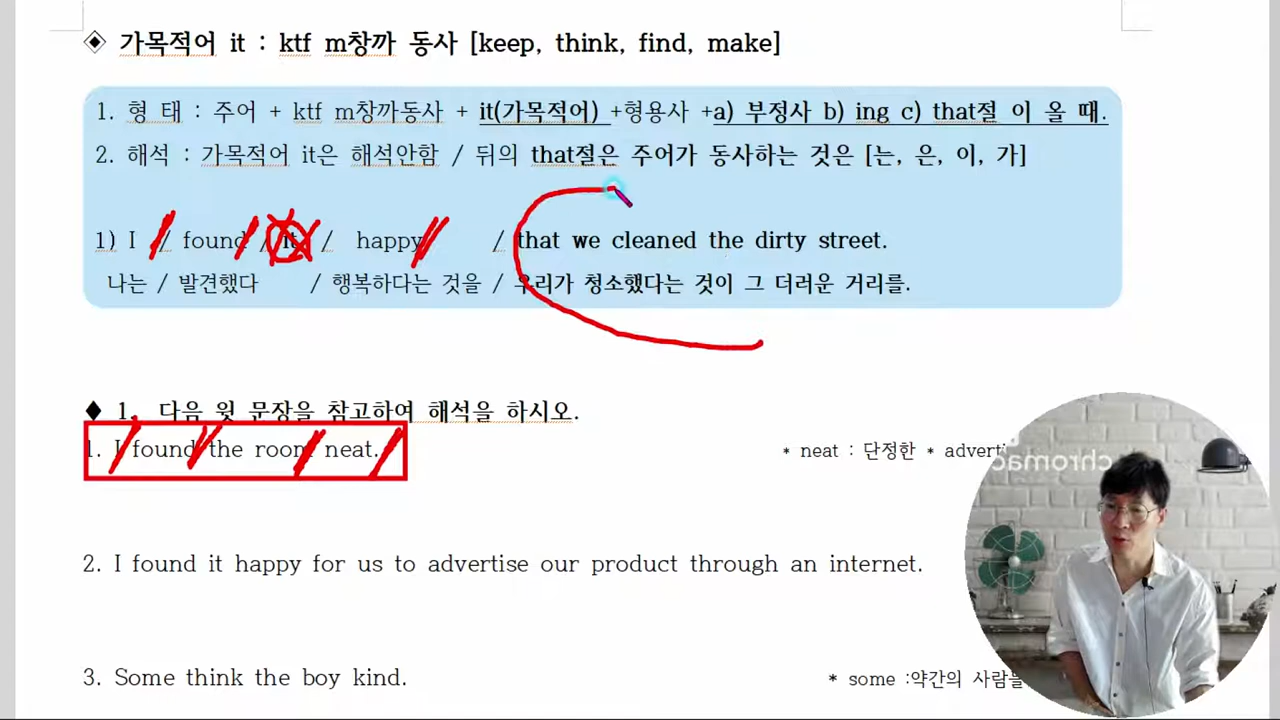 ◈ 가목적어 it : ktf m창까 동사 [keep, think, find, make]
1. 형 태 : 주어 + ktf m창까동사 + it(가목적어) +형용사 +a) 부정사 b) ing c) that절 이 올 때.
2. 해석 : 가목적어 it은 해석안함 / 뒤의 that절은 주어가 동사하는 것은 [는, 은, 이, 가]
1) I / found / it / happy / that we cleaned the dirty street.
나는 / 발견했다 / 행복하다는 것을 / 우리가 청소했다는 것이 그 더러운 거리를.
◆ 1. 다음 윗 문장을 참고하여 해석을 하시오.
1. I found the room neat. * neat : 단정한 *
chromac
2. I found it happy for us to advertise our product through an internet.
3. Some think the boy kind. * some :약간의